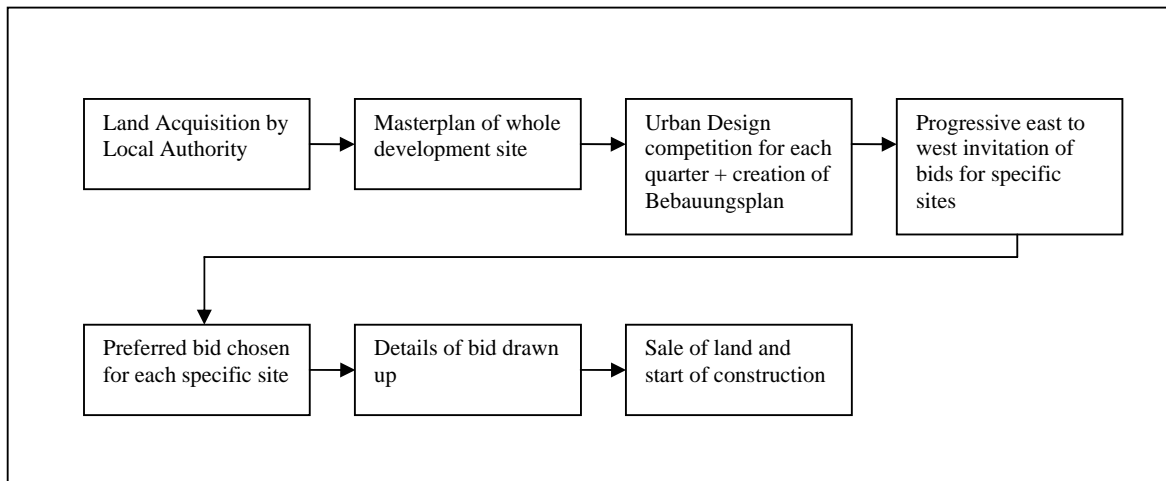 Land Acquisition by
Local Authority
Masterplan of whole
development site
Urban Design
competition for each
quarter + creation of
Bebauungsplan
Progressive east to
west invitation of
bids for specific
sites
Preferred bid chosen
for each specific site
Details of bid drawn
up
Sale of land and
start of construction